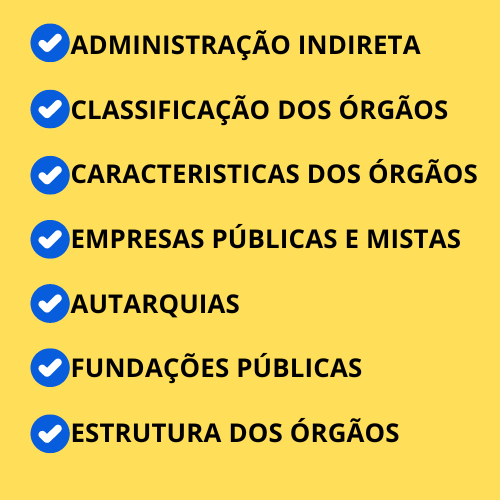 ADMINISTRAÇÃO INDIRETA
CLASSIFICAÇÃO DOS ÓRGÃOS
CARACTERISTICAS DOS ÓRGÃOS
EMPRESAS PÚBLICAS E MISTAS
AUTARQUIAS
FUNDAÇÕES PÚBLICAS
ESTRUTURA DOS ÓRGÃOS